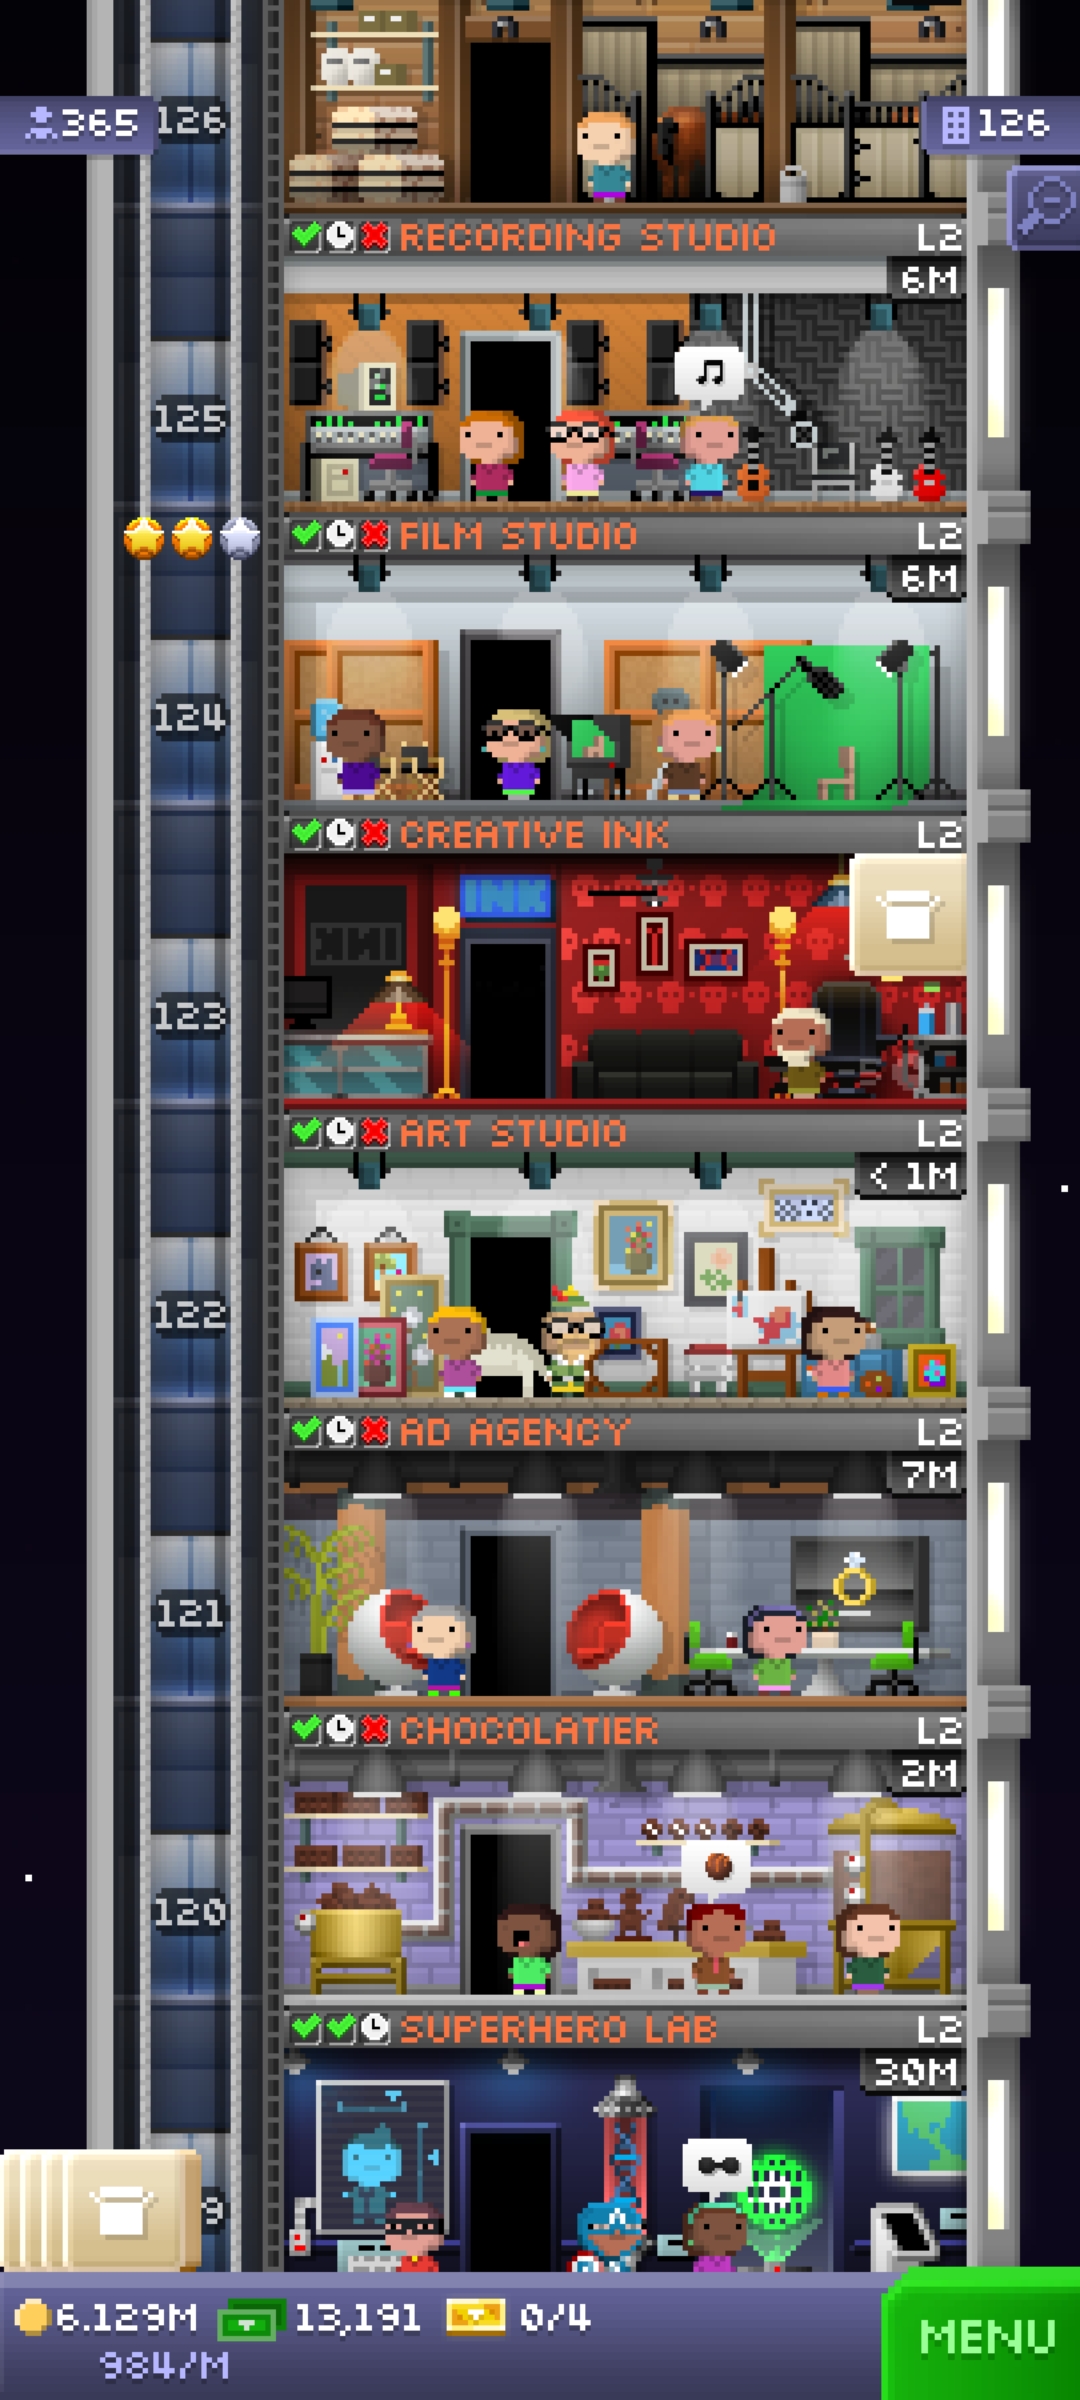 365
126
126
RECORDING STUDIO L2
6M
125
FILM STUDIO L2
6M
124
CREATIVE INK L2
INK
123
ART STUDIO L2
< 1M
122
AD AGENCY L2
7M
121
CHOCOLATIER L2
2M
120
SUPERHERO LAB L2
30M
9
6.129M 13,191 0/4
984/M
MENU